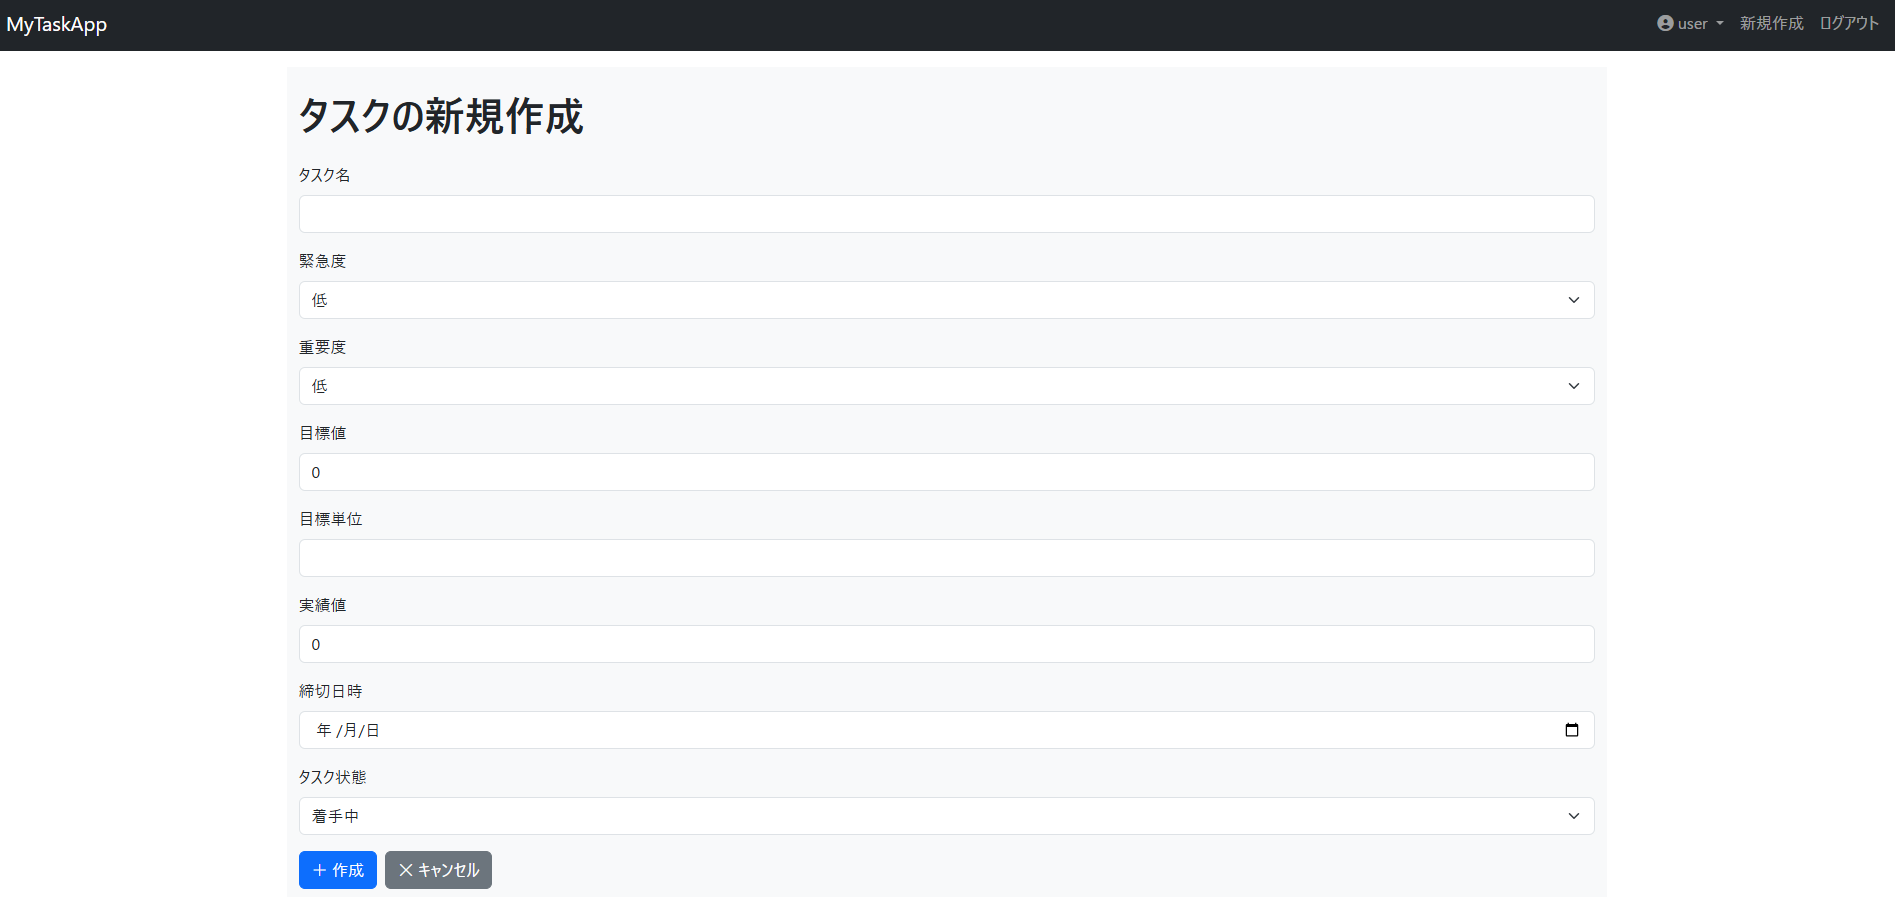 MyTaskApp
user 新規作成 ログアウト
タスクの新規作成
タスク名
緊急度
低
重要度
低
目標値
0
目標単位
実績値
0
締切日時
年 /月/日
タスク状態
着手中
作成 キャンセル